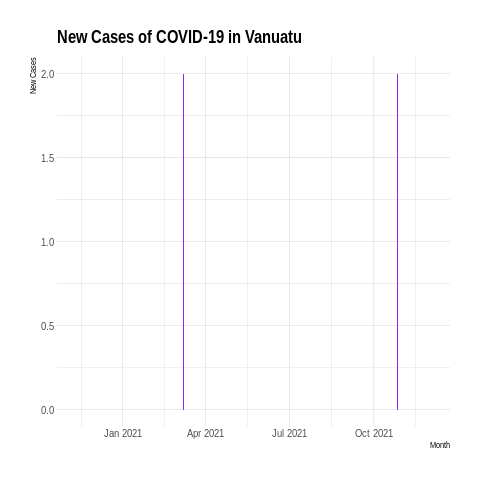 New Cases of COVID-19 in Vanuatu
New Cases
2.0
1.5
1.0
0.5
0.0
Jan 2021 Apr 2021 Jul 2021 Oct 2021
Month